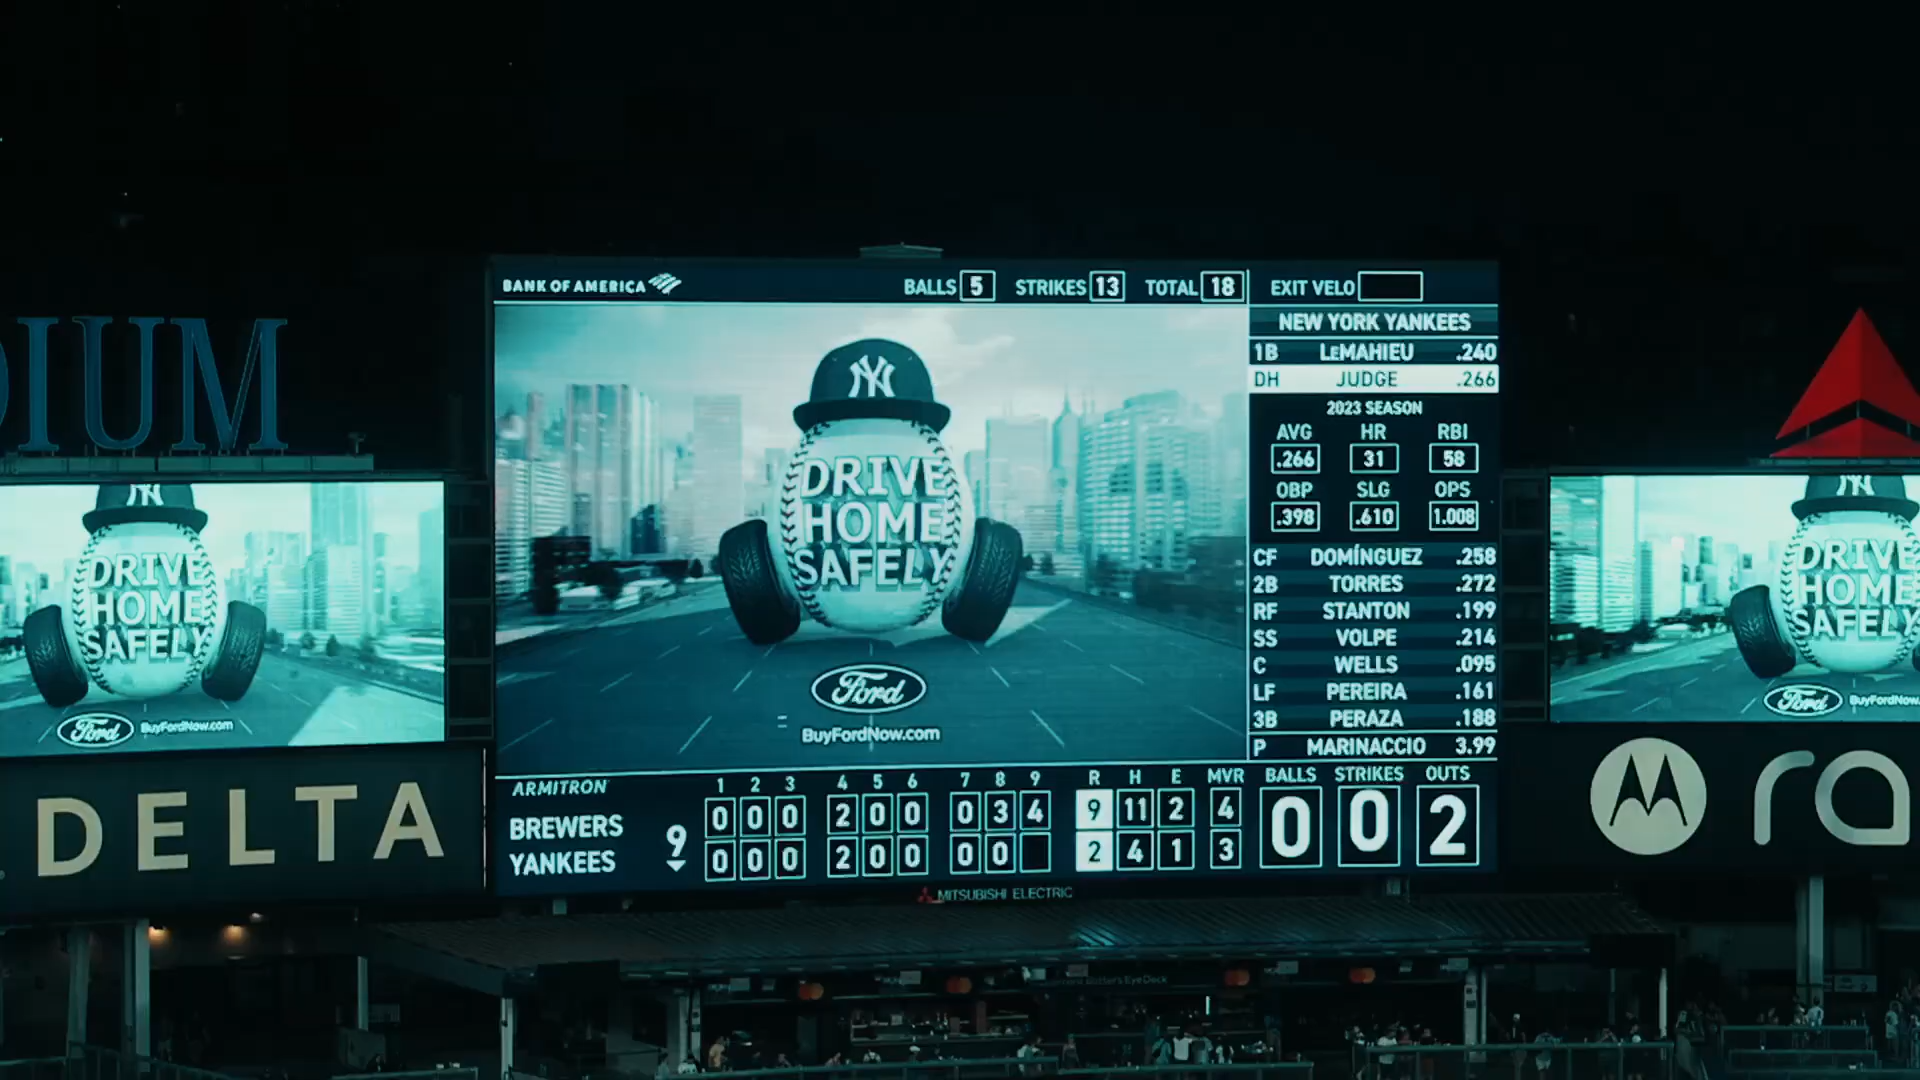 BANK OF AMERICA
BALLS 5 STRIKES 13 TOTAL 18
EXIT VELO
NEW YORK YANKEES
1B LEMAHIEU .240
DH JUDGE .266
2023 SEASON
AVG HR RBI
.266 31 58
OBP SLG OPS
.398 .610 1.008
CF DOMÍNGUEZ .258
2B TORRES .272
RF STANTON .199
SS VOLPE .214
C WELLS .095
LF PEREIRA .161
3B PERAZA .188
P MARINACCIO 3.99
NY
DRIVE
HOME
SAFELY
Ford
BuyFordNow.com
ARMITRON
1 2 3 4 5 6 7 8 9 R H E MVR BALLS STRIKES OUTS
BREWERS 0 0 0 2 0 0 0 3 4 9 11 2 4
9
YANKEES 0 0 0 2 0 0 0 0 2 4 1 3
0 0 2
MITSUBISHI ELECTRIC
DIUM
NY
DRIVE
HOME
SAFELY
Ford BuyFordNow.com
DELTA
NY
DRIVE
HOME
SAFELY
Ford BuyFordNow.com
ra